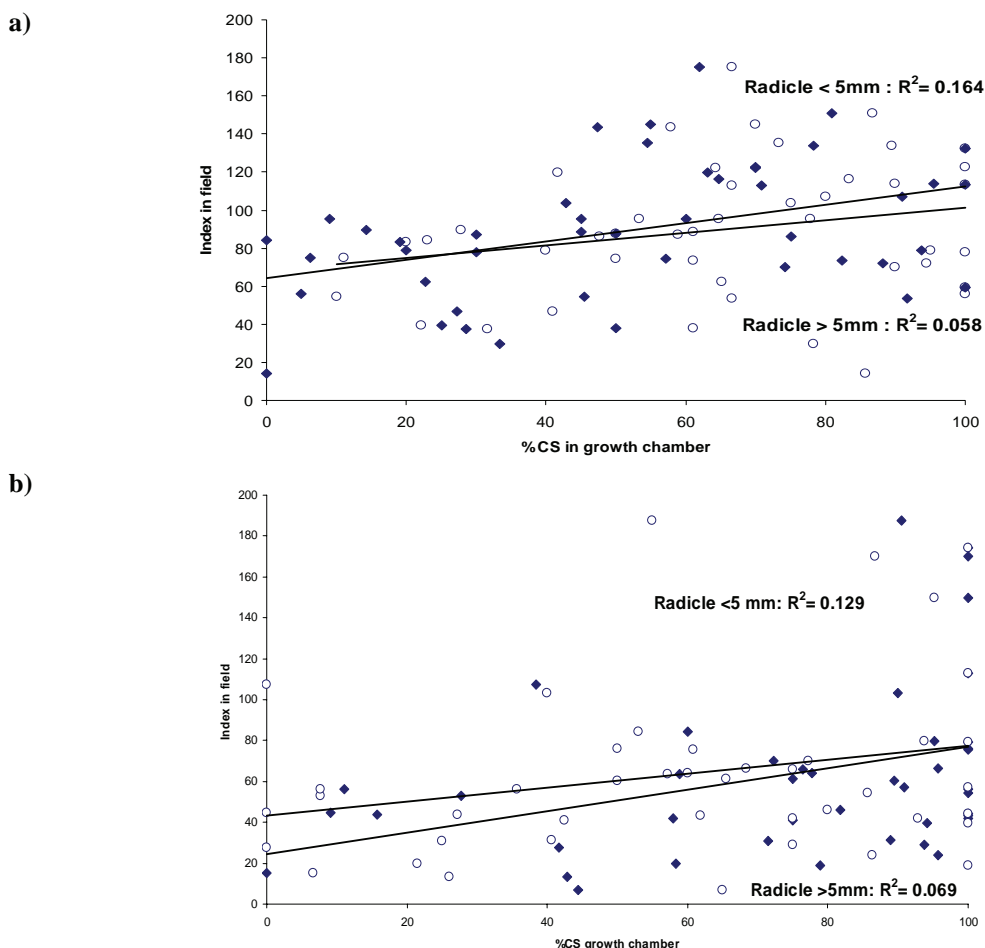 a)
200
180
160
140
120
100
80
60
40
20
0
Index in field
Radicle < 5mm : R²= 0.164
Radicle > 5mm : R²= 0.058
0 20 40 60 80 100
%CS in growth chamber
b)
200
180
160
140
120
100
80
60
40
20
0
Index in field
Radicle <5 mm: R²= 0.129
Radicle >5mm: R²= 0.069
0 20 40 60 80 100
%CS growth chamber